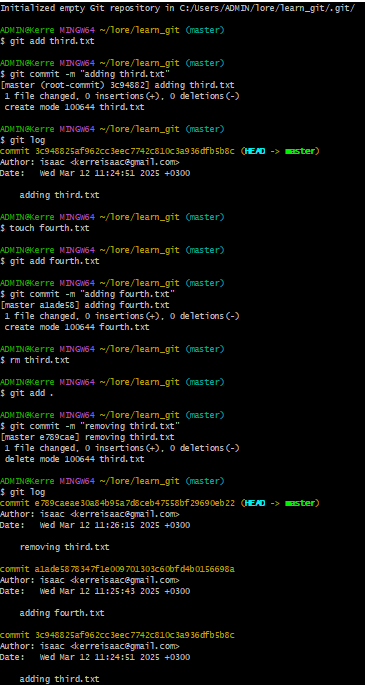 Initialized empty Git repository in C:/Users/ADMIN/lore/learn_git/.git/
ADMIN@Kerre MINGW64 ~/lore/learn_git (master)
$ git add third.txt
ADMIN@Kerre MINGW64 ~/lore/learn_git (master)
$ git commit -m "adding third.txt"
[master (root-commit) 3c94882] adding third.txt
1 file changed, 0 insertions(+), 0 deletions(-)
create mode 100644 third.txt
ADMIN@Kerre MINGW64 ~/lore/learn_git (master)
$ git log
commit 3c948825af962cc3eec7742c810c3a936dfb5b8c (HEAD -> master)
Author: isaac <kerreisaac@gmail.com>
Date:   Wed Mar 12 11:24:51 2025 +0300
adding third.txt
ADMIN@Kerre MINGW64 ~/lore/learn_git (master)
$ touch fourth.txt
ADMIN@Kerre MINGW64 ~/lore/learn_git (master)
$ git add fourth.txt
ADMIN@Kerre MINGW64 ~/lore/learn_git (master)
$ git commit -m "adding fourth.txt"
[master a1ade58] adding fourth.txt
1 file changed, 0 insertions(+), 0 deletions(-)
create mode 100644 fourth.txt
ADMIN@Kerre MINGW64 ~/lore/learn_git (master)
$ rm third.txt
ADMIN@Kerre MINGW64 ~/lore/learn_git (master)
$ git add .
ADMIN@Kerre MINGW64 ~/lore/learn_git (master)
$ git commit -m "removing third.txt"
[master e789cae] removing third.txt
1 file changed, 0 insertions(+), 0 deletions(-)
delete mode 100644 third.txt
ADMIN@Kerre MINGW64 ~/lore/learn_git (master)
$ git log
commit e789caeae30a84b95a7d8ceb47558bf29690eb22 (HEAD -> master)
Author: isaac <kerreisaac@gmail.com>
Date:   Wed Mar 12 11:26:15 2025 +0300
removing third.txt
commit a1ade5878347f1e009701303c60bfd4b0156698a
Author: isaac <kerreisaac@gmail.com>
Date:   Wed Mar 12 11:25:43 2025 +0300
adding fourth.txt
commit 3c948825af962cc3eec7742c810c3a936dfb5b8c
Author: isaac <kerreisaac@gmail.com>
Date:   Wed Mar 12 11:24:51 2025 +0300
adding third.txt